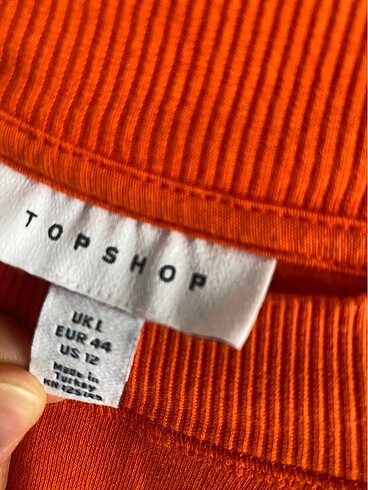 TOPSHOP
UK L
EUR 44
US 12
Made in
Turkey